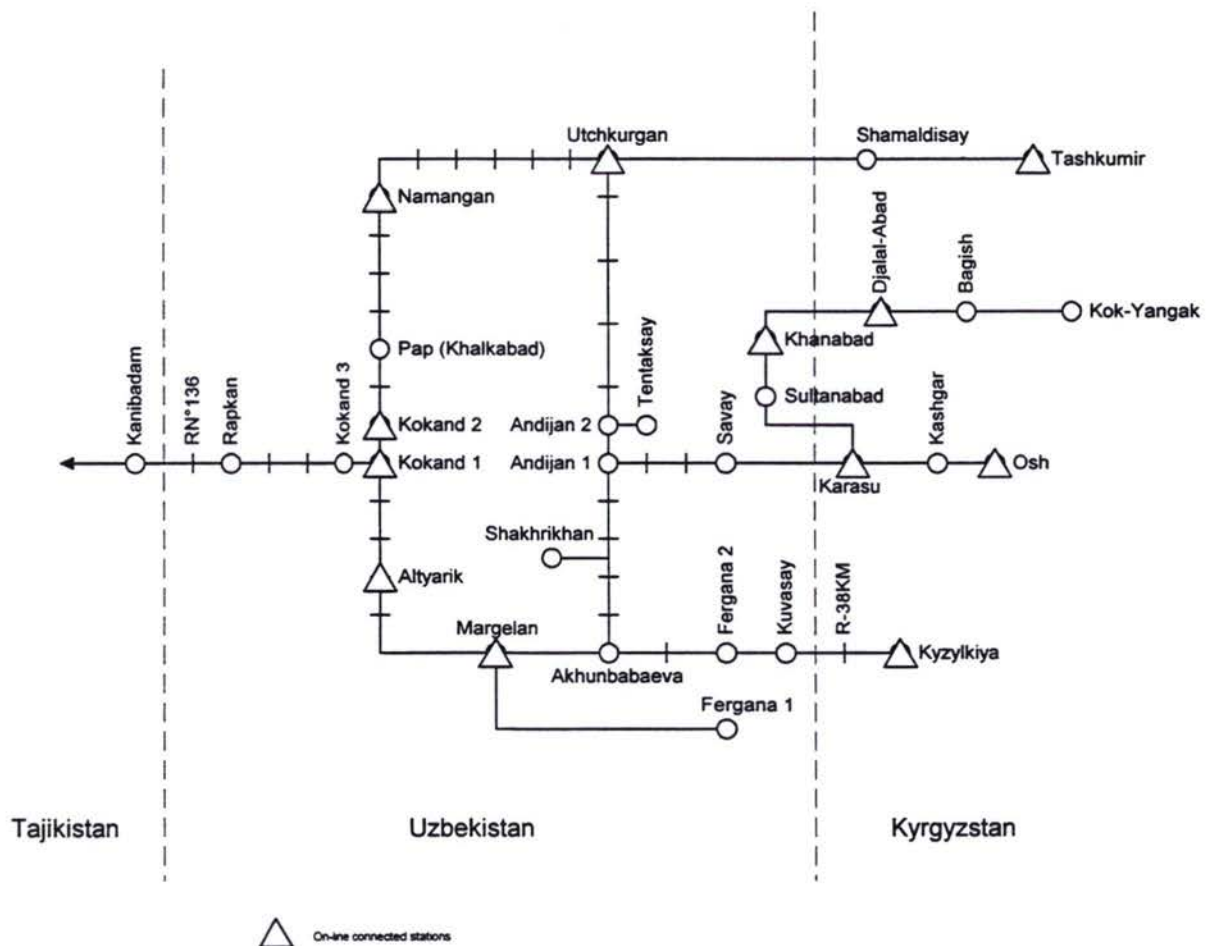 Utchkurgan
Shamaldisay
Tashkumir
Namangan
Djalal-Abad
Bagish
Kok-Yangak
Khanabad
Pap (Khalkabad)
Tentaksay
Sultanabad
Kanibadam
RN°136
Rapkan
Kokand 3
Kokand 2
Andijan 2
Savay
Kashgar
Kokand 1
Andijan 1
Karasu
Osh
Shakhrikhan
Altyarik
Fergana 2
Kuvasay
R-38KM
Margelan
Kyzylkiya
Akhunbabaeva
Fergana 1
Tajikistan
Uzbekistan
Kyrgyzstan
On-line connected stations